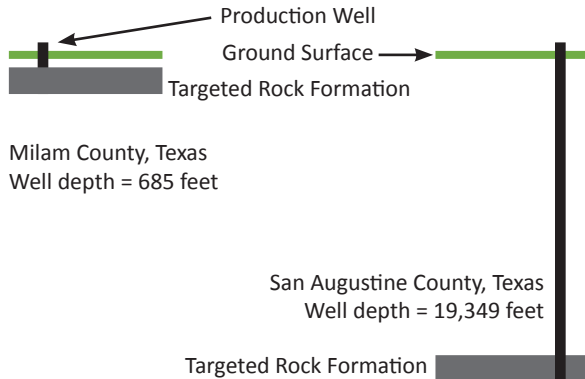 Production Well
Ground Surface
Targeted Rock Formation
Milam County, Texas
Well depth = 685 feet
San Augustine County, Texas
Well depth = 19,349 feet
Targeted Rock Formation